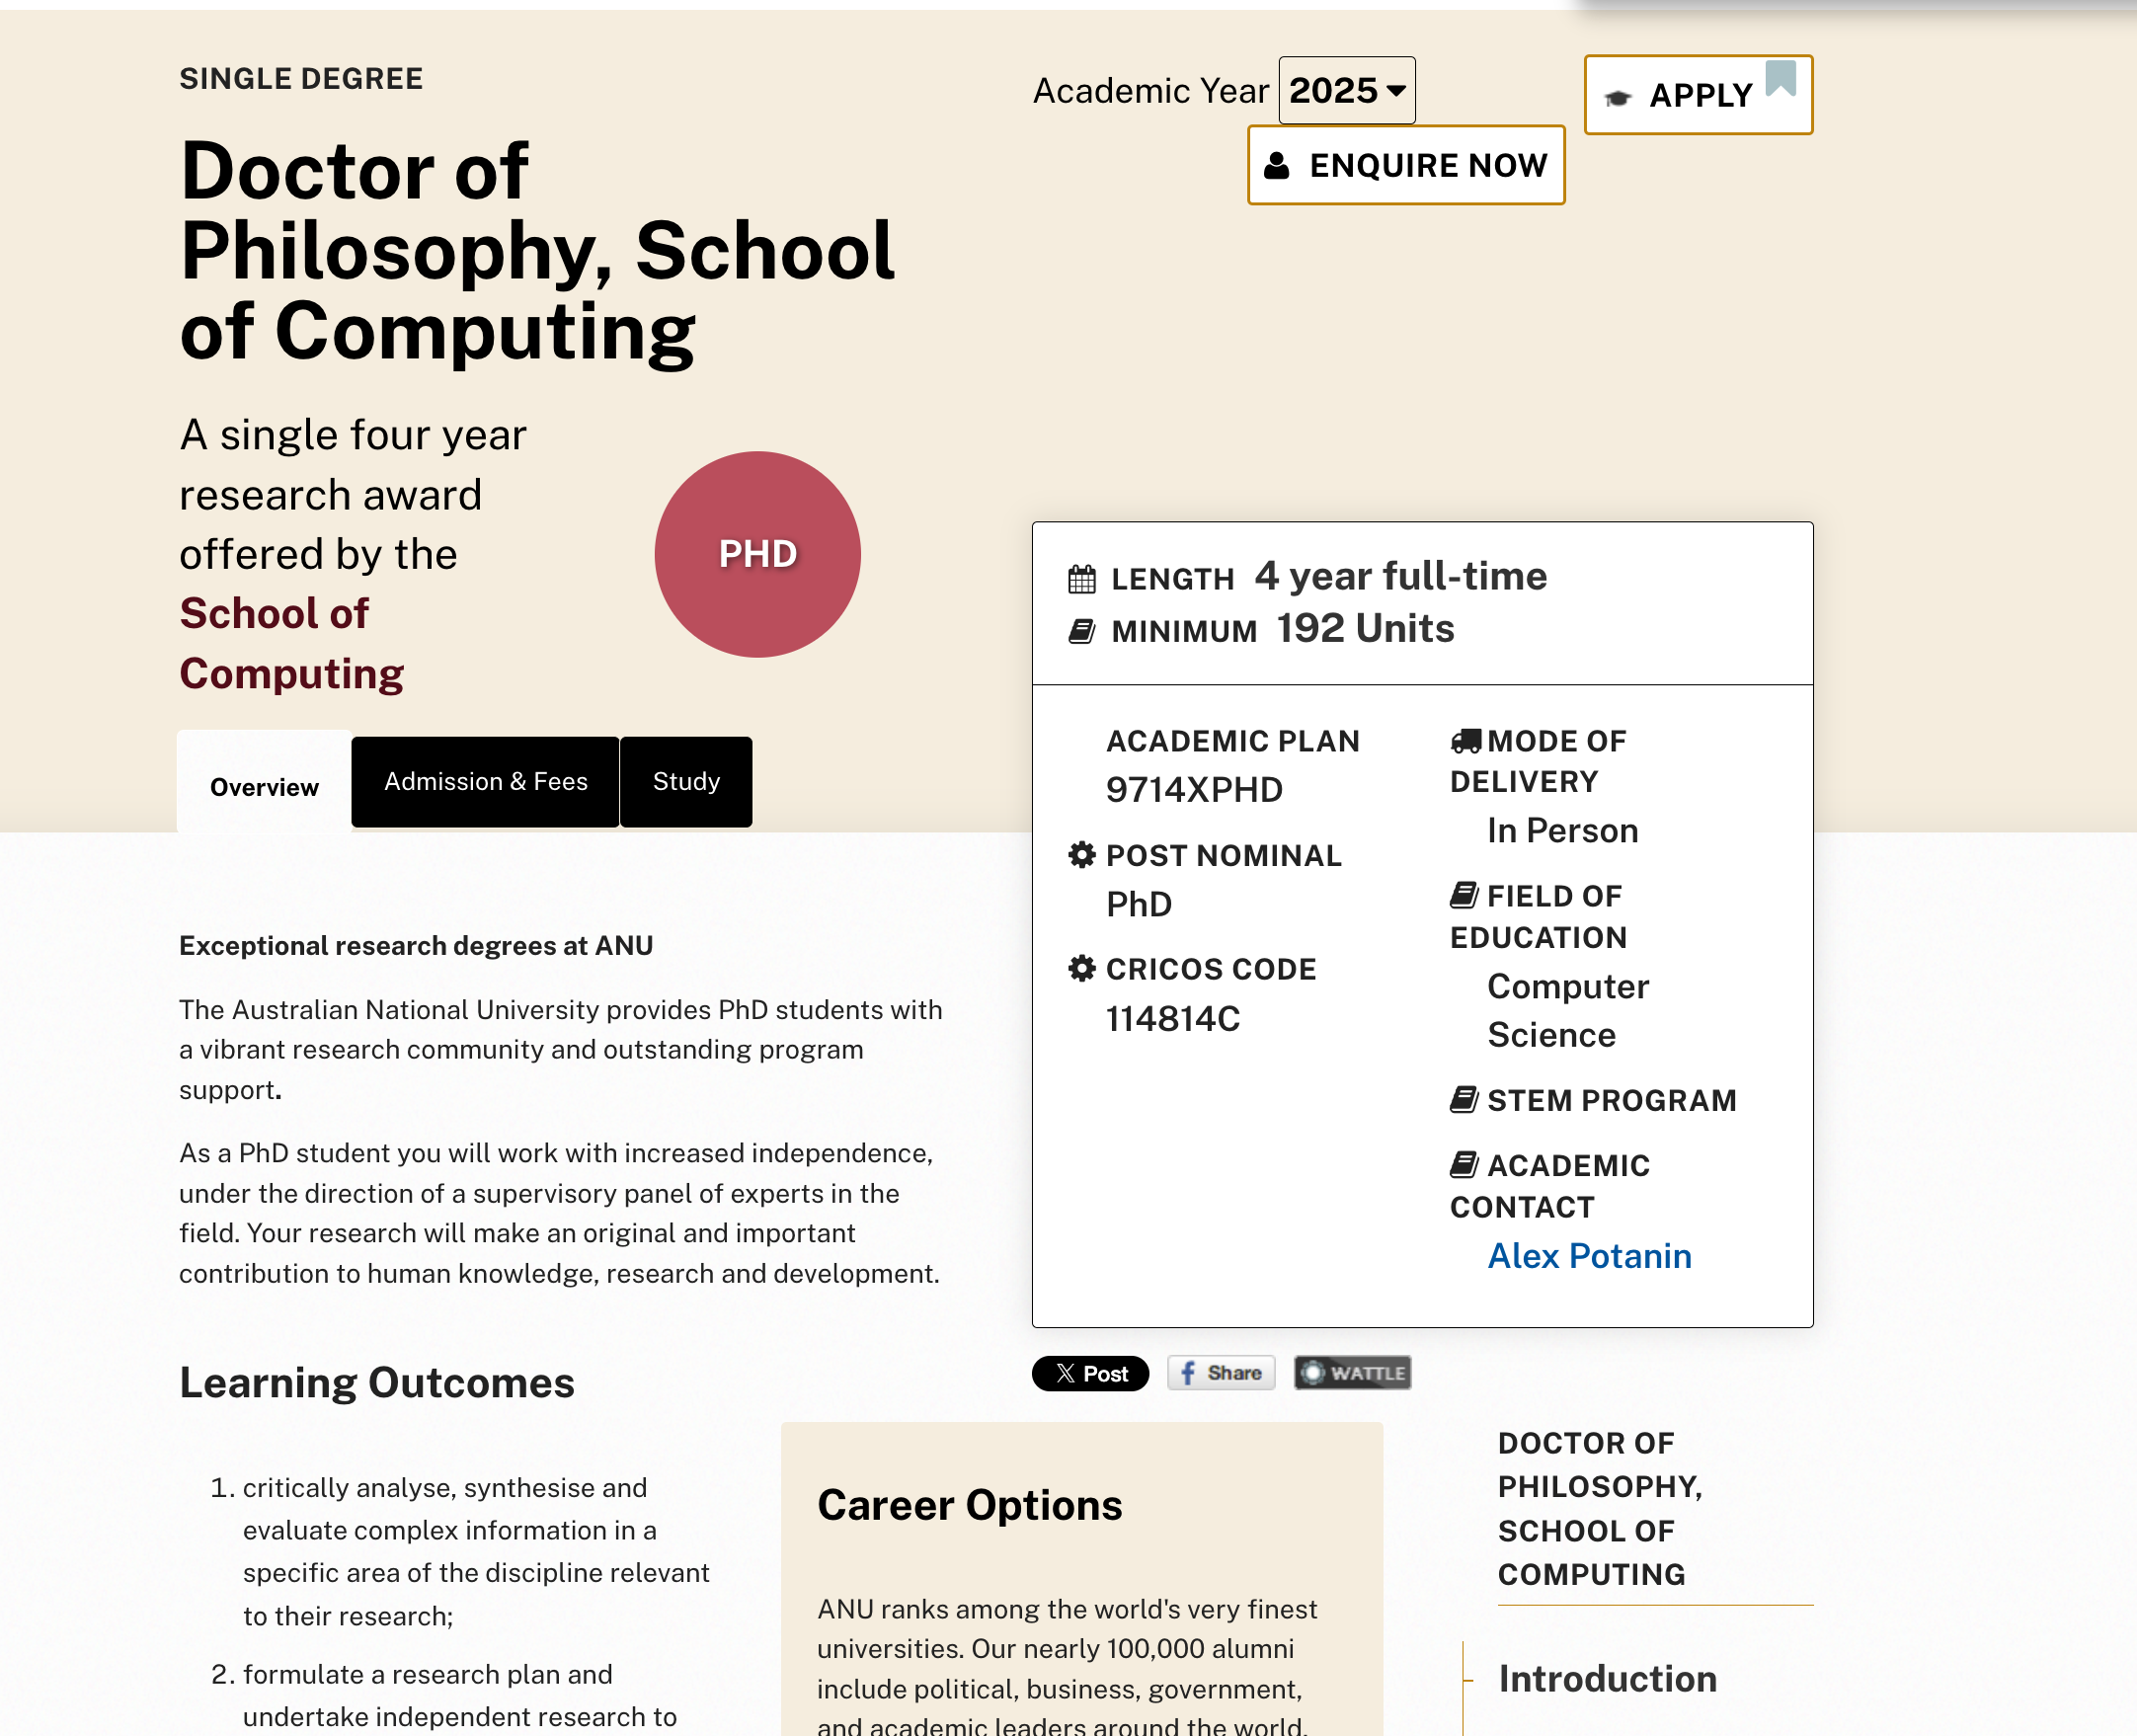 SINGLE DEGREE
Academic Year 2025
APPLY
ENQUIRE NOW
Doctor of
Philosophy, School
of Computing
A single four year
research award
offered by the
School of
Computing
PHD
Overview
Admission & Fees
Study
LENGTH 4 year full-time
MINIMUM 192 Units
ACADEMIC PLAN
9714XPHD
POST NOMINAL
PhD
CRICOS CODE
114814C
MODE OF
DELIVERY
In Person
FIELD OF
EDUCATION
Computer
Science
STEM PROGRAM
ACADEMIC
CONTACT
Alex Potanin
Exceptional research degrees at ANU
The Australian National University provides PhD students with
a vibrant research community and outstanding program
support.
As a PhD student you will work with increased independence,
under the direction of a supervisory panel of experts in the
field. Your research will make an original and important
contribution to human knowledge, research and development.
X Post
f Share
WATTLE
Learning Outcomes
1. critically analyse, synthesise and
evaluate complex information in a
specific area of the discipline relevant
to their research;
2. formulate a research plan and
undertake independent research to
Career Options
ANU ranks among the world's very finest
universities. Our nearly 100,000 alumni
include political, business, government,
and academic leaders around the world.
DOCTOR OF
PHILOSOPHY,
SCHOOL OF
COMPUTING
Introduction